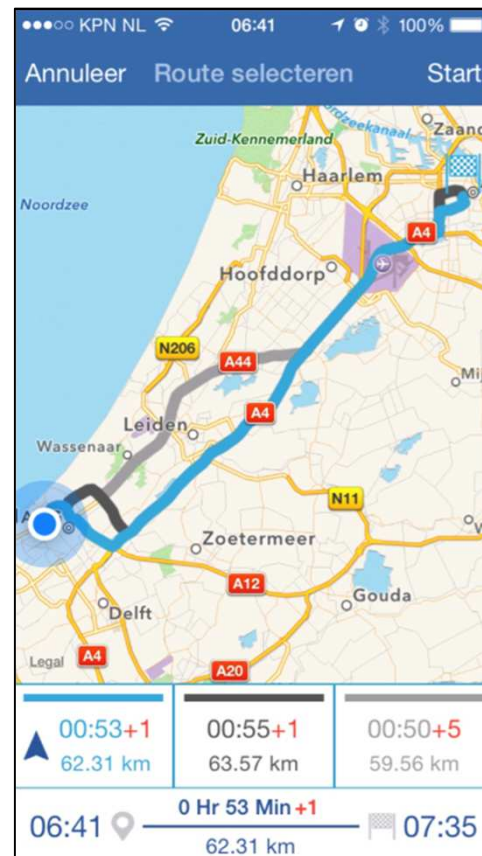 KPN NL 06:41 100%
Annuleer Route selecteren Start
Zuid-Kennemerland
Noordzeekanaal
Zaand
Noordzee
Haarlem
A4
Hoofddorp
N206
A44
Mij
A4
Leiden
Wassenaar
N11
Zoetermeer
A12
Gouda
Delft
Legal A4
A20
00:53+1 00:55+1 00:50+5
62.31 km 63.57 km 59.56 km
0 Hr 53 Min +1
06:41 07:35
62.31 km